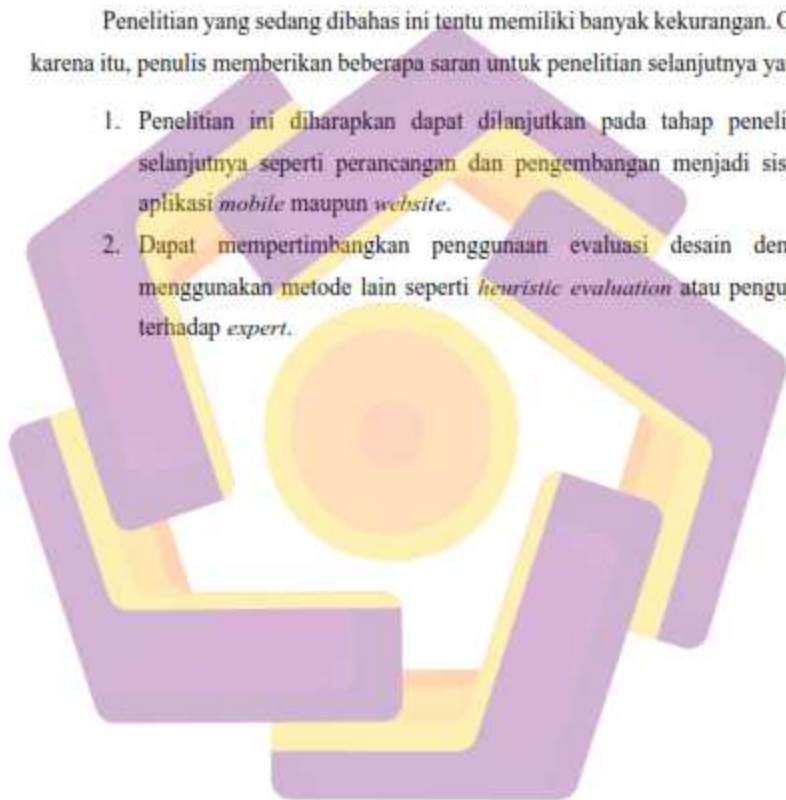 Penelitian yang sedang dibahas ini tentu memiliki banyak kekurangan.
karena itu, penulis memberikan beberapa saran untuk penelitian selanjutnya
1. Penelitian ini diharapkan dapat dilanjutkan pada tahap
selanjutnya seperti perancangan dan pengembangan menjadi
aplikasi mobile maupun website.
2. Dapat mempertimbangkan penggunaan evaluasi desain
menggunakan metode lain seperti heuristic evaluation atau
terhadap expert.